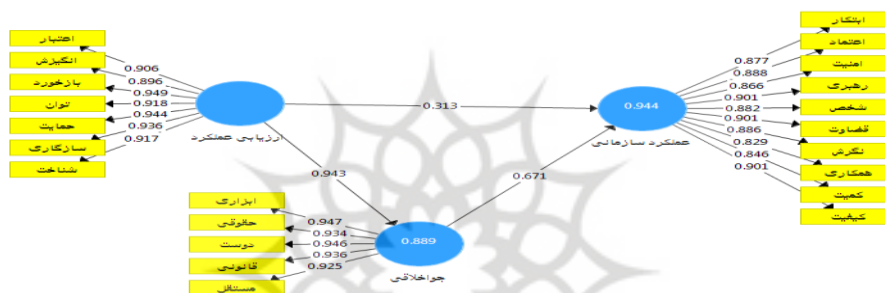 اعتبار
انگیزش
بازخورد
توان
حمایت
سازگاری
شناخت
0.906
0.896
0.949
0.918
0.944
0.936
0.917
ارزیابی عملکرد
0.313
0.943
0.671
0.944
عملکرد سازمانی
0.877
0.888
0.866
0.901
0.882
0.901
0.886
0.829
0.846
0.901
ابتکار
اعتماد
امنیت
رهبری
شخص
قضاوت
نگرش
همکاری
کمیت
کیفیت
ابزاری
حقوقی
دوست
قانونی
مستقل
0.947
0.934
0.946
0.936
0.925
0.889
جواخلاقی